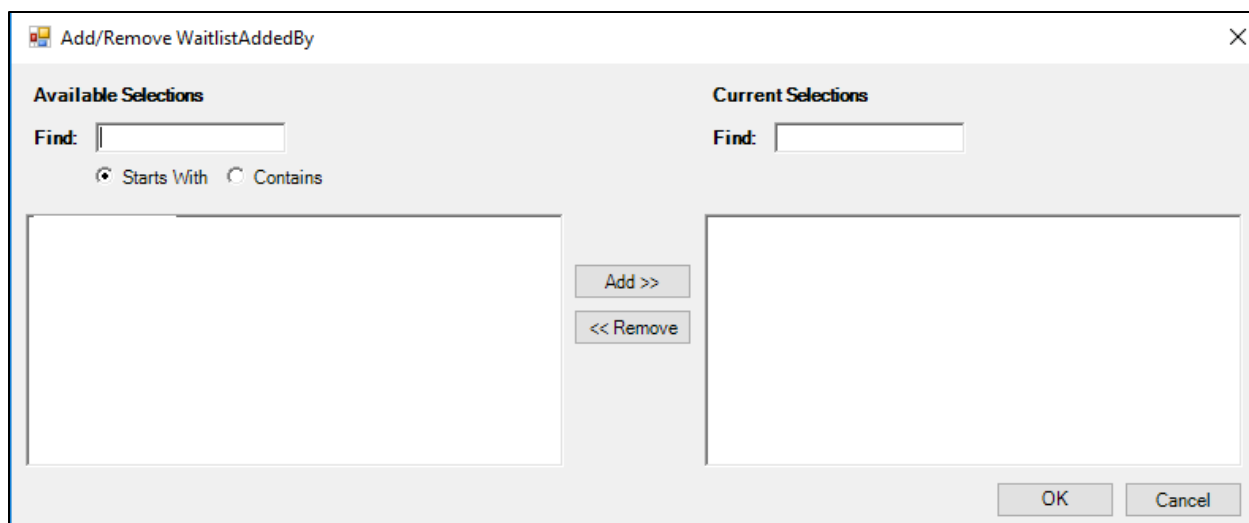 Add/Remove WaitlistAddedBy
Available Selections
Find:
Starts With Contains
Current Selections
Find:
Add >>
<< Remove
OK Cancel